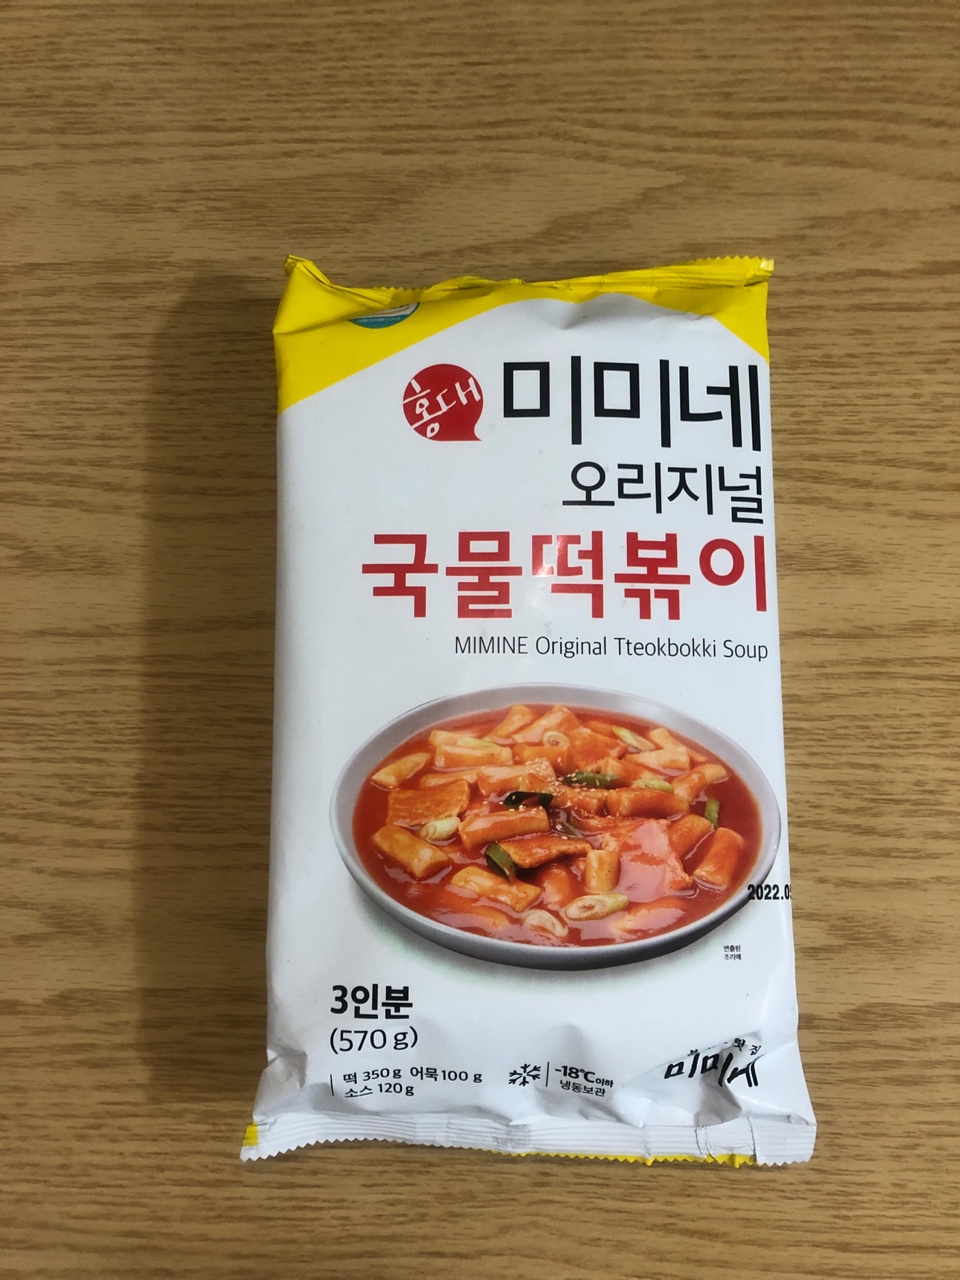 홍대 미미네
오리지널
국물떡볶이
MIMINE Original Tteokbokki Soup
2022.0
연출된
조리예
3인분
(570 g)
떡 350 g 어묵 100 g
소스 120 g
-18℃이하
냉동보관
미미네